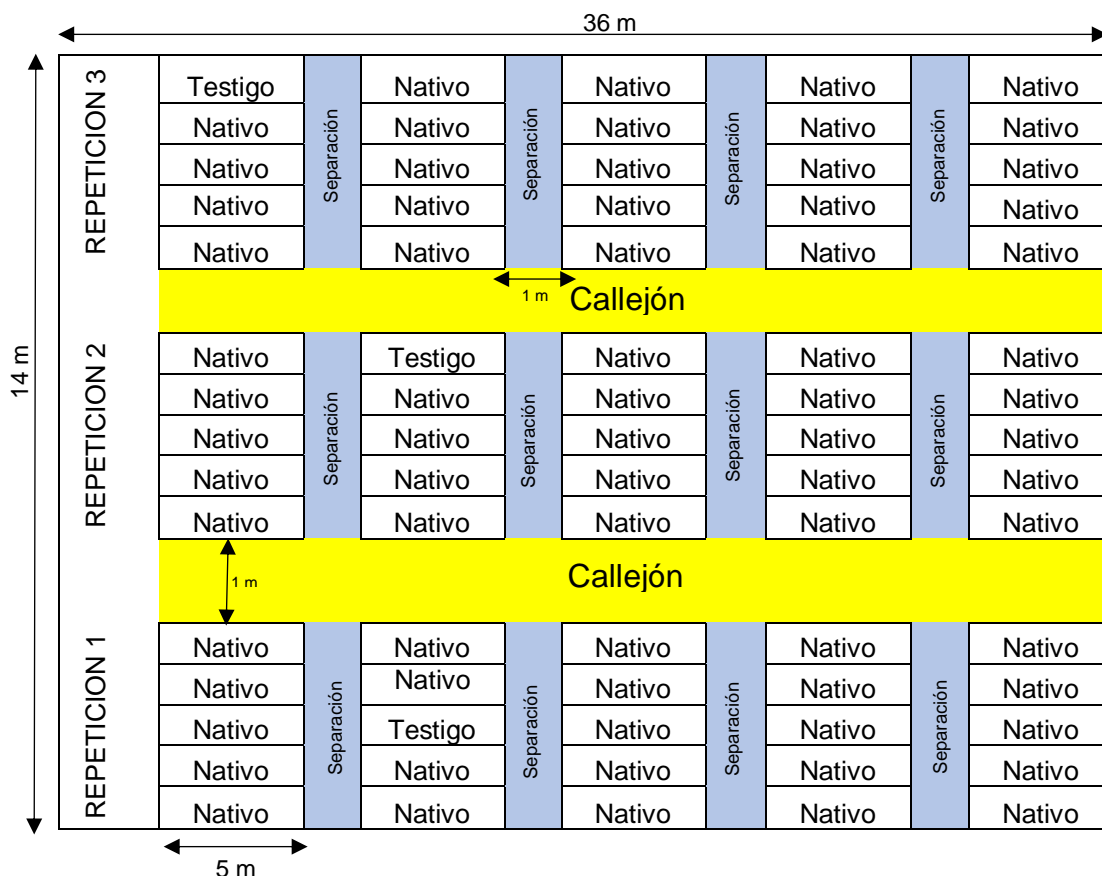 36 m
14 m
REPETICION 3
Testigo Nativo Nativo Nativo Nativo
Nativo Nativo Nativo Nativo Nativo
Nativo Nativo Nativo Nativo Nativo
Nativo Nativo Nativo Nativo Nativo
Nativo Nativo Nativo Nativo Nativo
Separación Separación Separación Separación
1 m Callejón
REPETICION 2
Nativo Testigo Nativo Nativo Nativo
Nativo Nativo Nativo Nativo Nativo
Nativo Nativo Nativo Nativo Nativo
Nativo Nativo Nativo Nativo Nativo
Nativo Nativo Nativo Nativo Nativo
Separación Separación Separación Separación
1 m Callejón
REPETICION 1
Nativo Nativo Nativo Nativo Nativo
Nativo Nativo Nativo Nativo Nativo
Nativo Testigo Nativo Nativo Nativo
Nativo Nativo Nativo Nativo Nativo
Nativo Nativo Nativo Nativo Nativo
Separación Separación Separación Separación
5 m